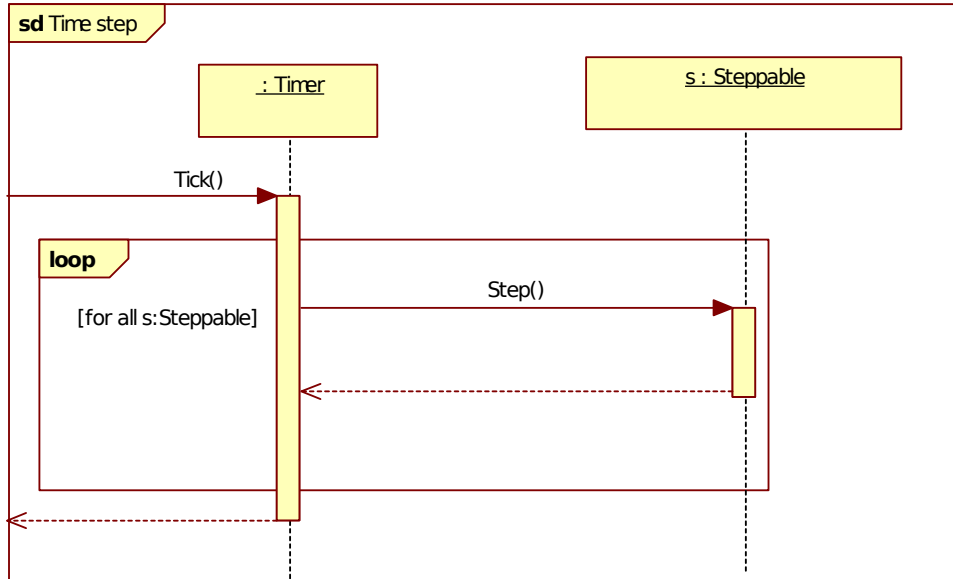 sd Time step
: Timer
s : Steppable
Tick()
loop
Step()
[for all s:Steppable]